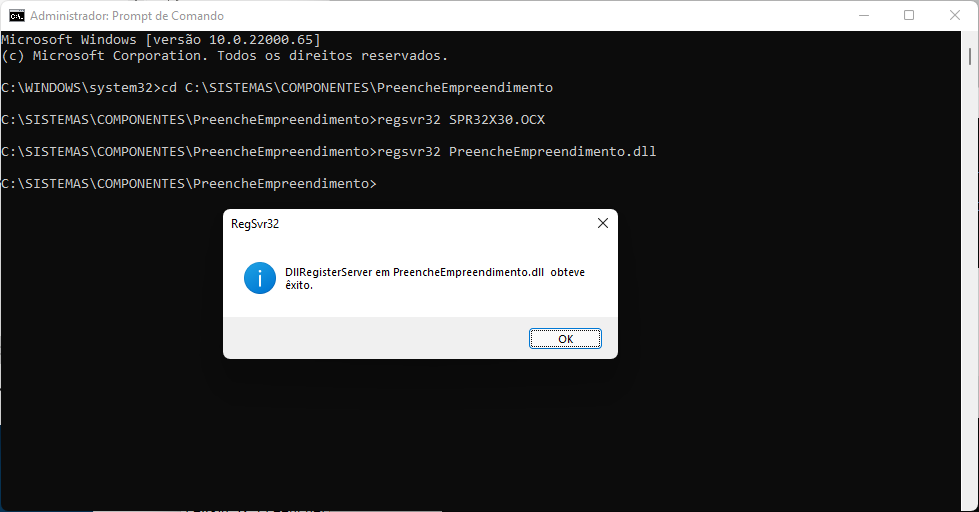 Administrador: Prompt de Comando
Microsoft Windows [versão 10.0.22000.65]
(c) Microsoft Corporation. Todos os direitos reservados.
C:\WINDOWS\system32>cd C:\SISTEMAS\COMPONENTES\PreencheEmpreendimento
C:\SISTEMAS\COMPONENTES\PreencheEmpreendimento>regsvr32 SPR32X30.OCX
C:\SISTEMAS\COMPONENTES\PreencheEmpreendimento>regsvr32 PreencheEmpreendimento.dll
C:\SISTEMAS\COMPONENTES\PreencheEmpreendimento>
RegSvr32
DllRegisterServer em PreencheEmpreendimento.dll obteve
êxito.
OK